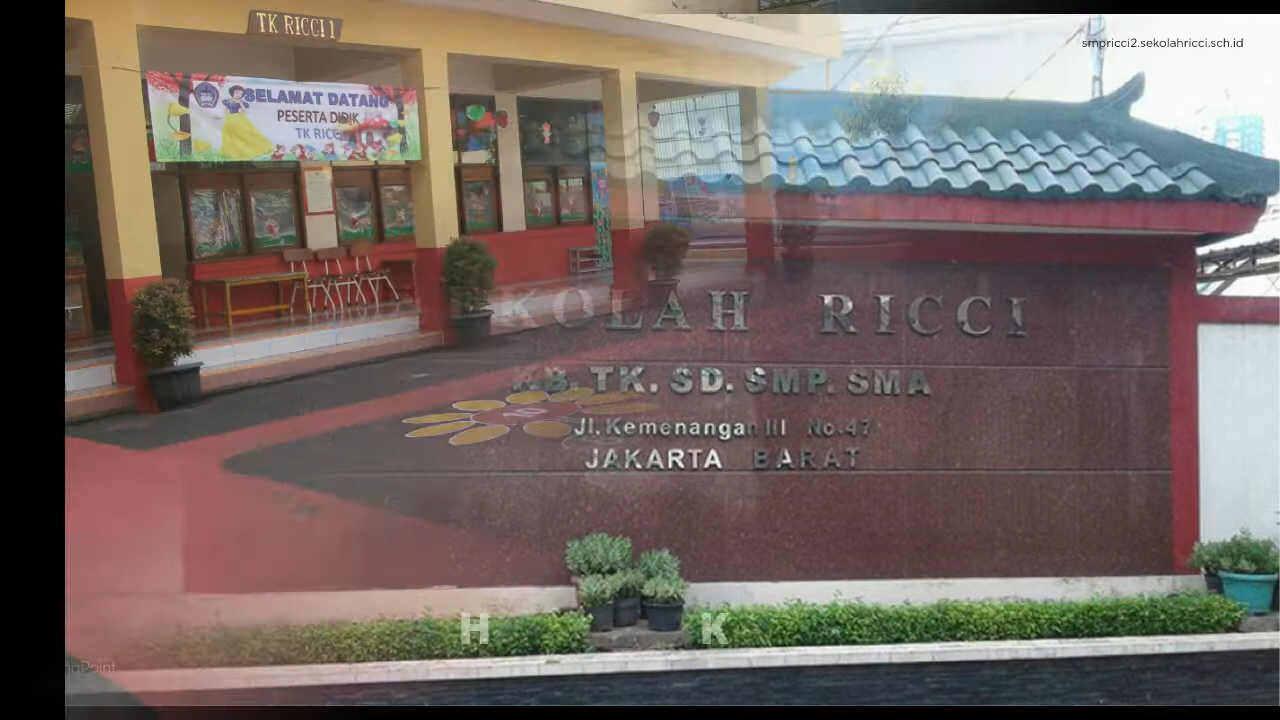 TK RICCI 1
smpricci2.sekolahricci.sch.id
SELAMAT DATANG
PESERTA DIDIK
TK RICCI
KOLAH RICCI
KB. TK. SD. SMP. SMA
Jl. Kemenangan III No.47
JAKARTA BARAT
H K